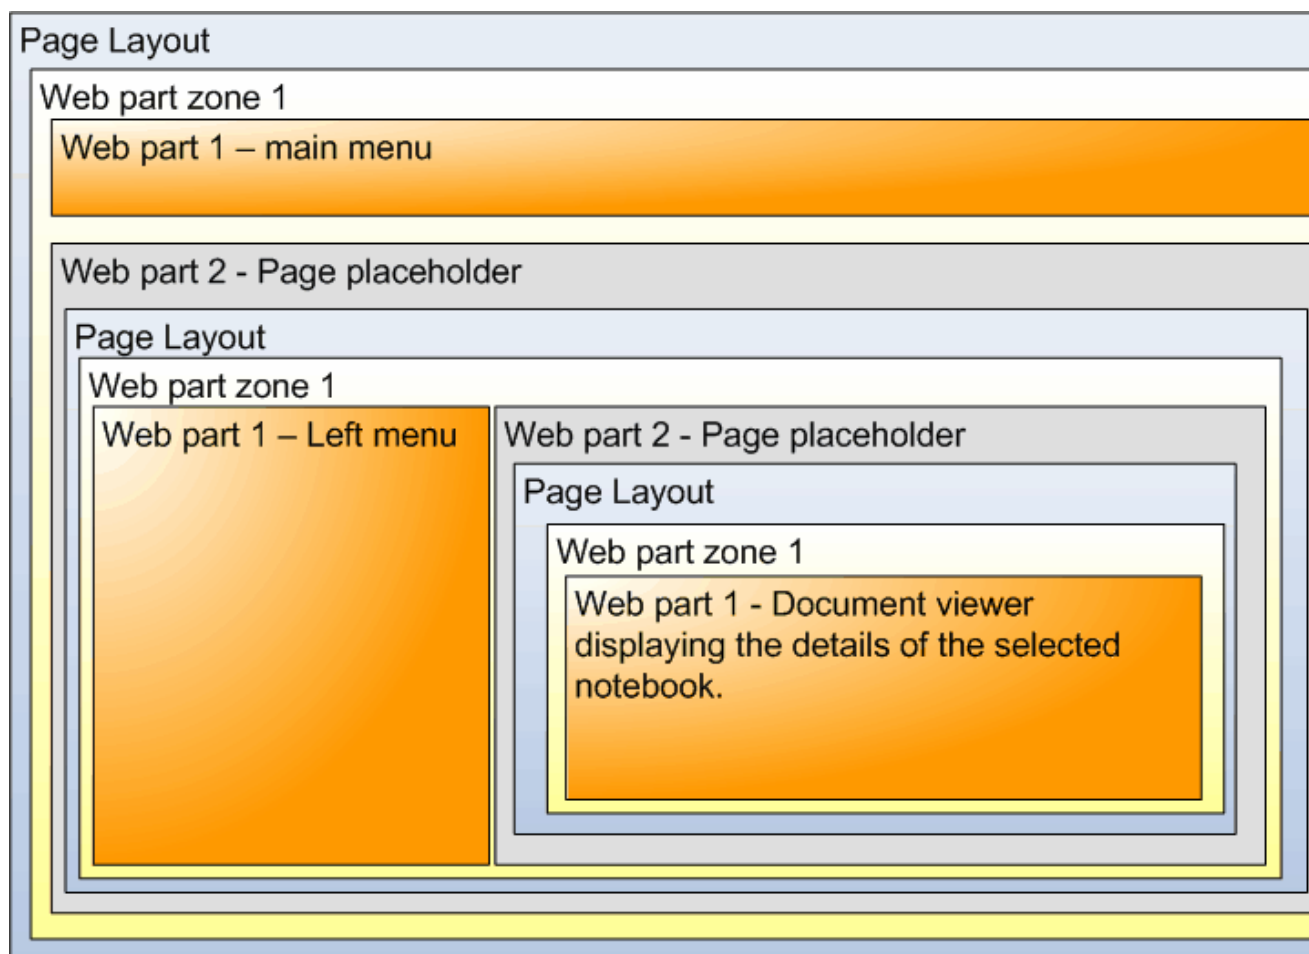 Page Layout
Web part zone 1
Web part 1 – main menu
Web part 2 - Page placeholder
Page Layout
Web part zone 1
Web part 1 – Left menu
Web part 2 - Page placeholder
Page Layout
Web part zone 1
Web part 1 - Document viewer
displaying the details of the selected
notebook.